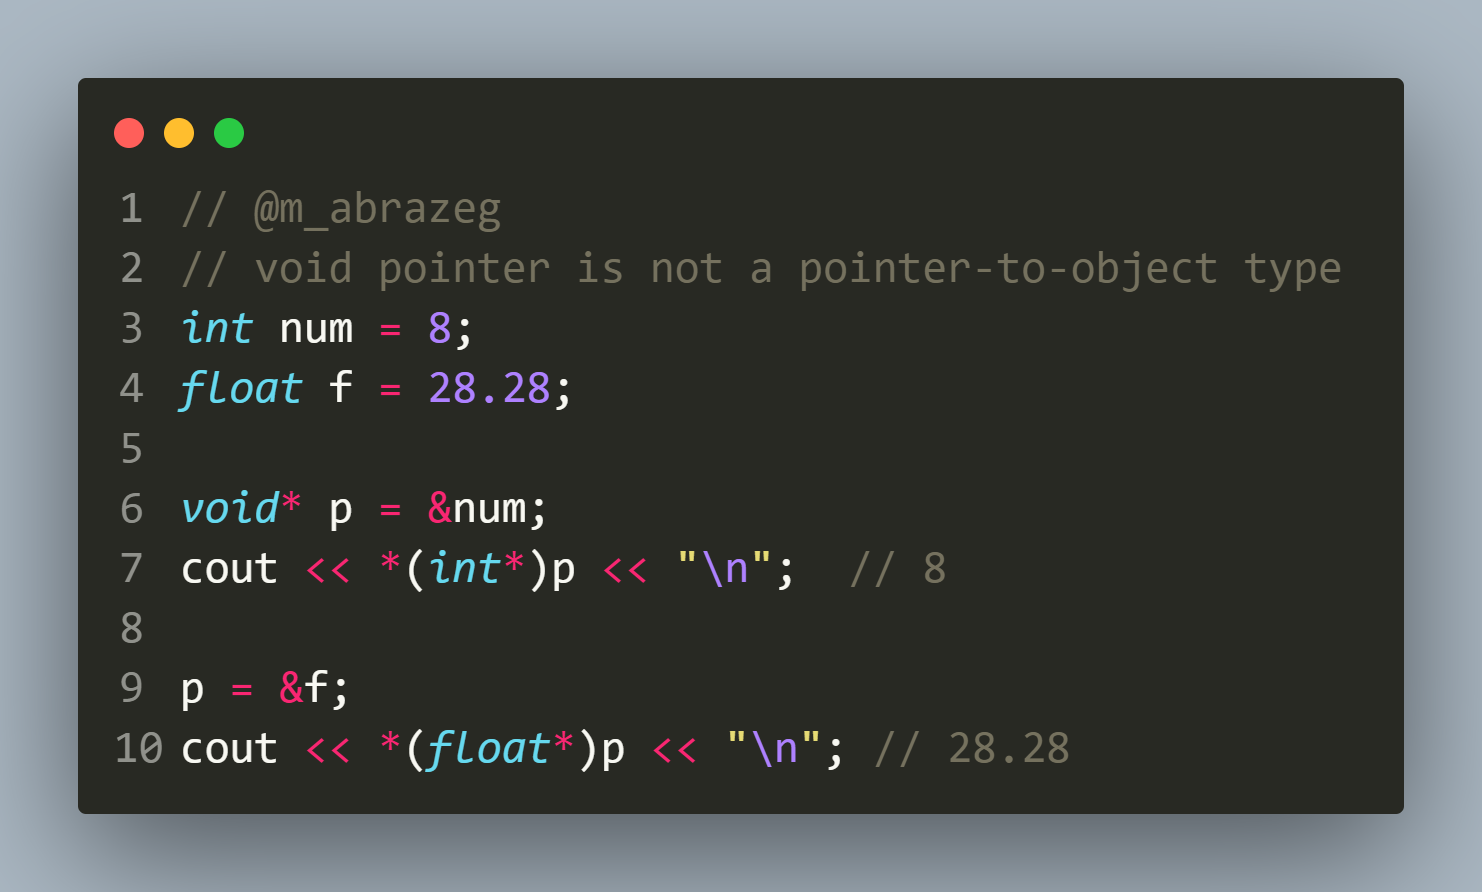 1 // @m_abrazeg
2 // void pointer is not a pointer-to-object type
3 int num = 8;
4 float f = 28.28;
5
6 void* p = &num;
7 cout << *(int*)p << "\n";  // 8
8
9 p = &f;
10 cout << *(float*)p << "\n"; // 28.28